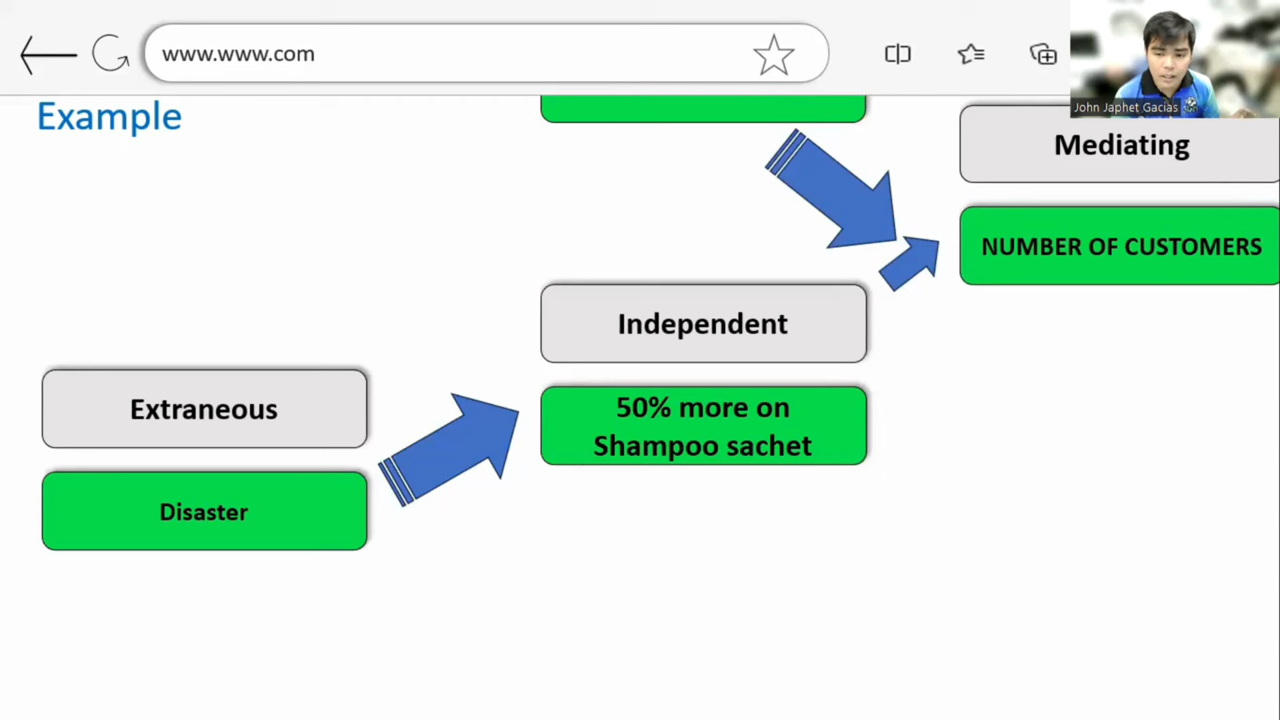 www.www.com
John Japhet Gacias
Example
Mediating
NUMBER OF CUSTOMERS
Independent
50% more on
Shampoo sachet
Extraneous
Disaster